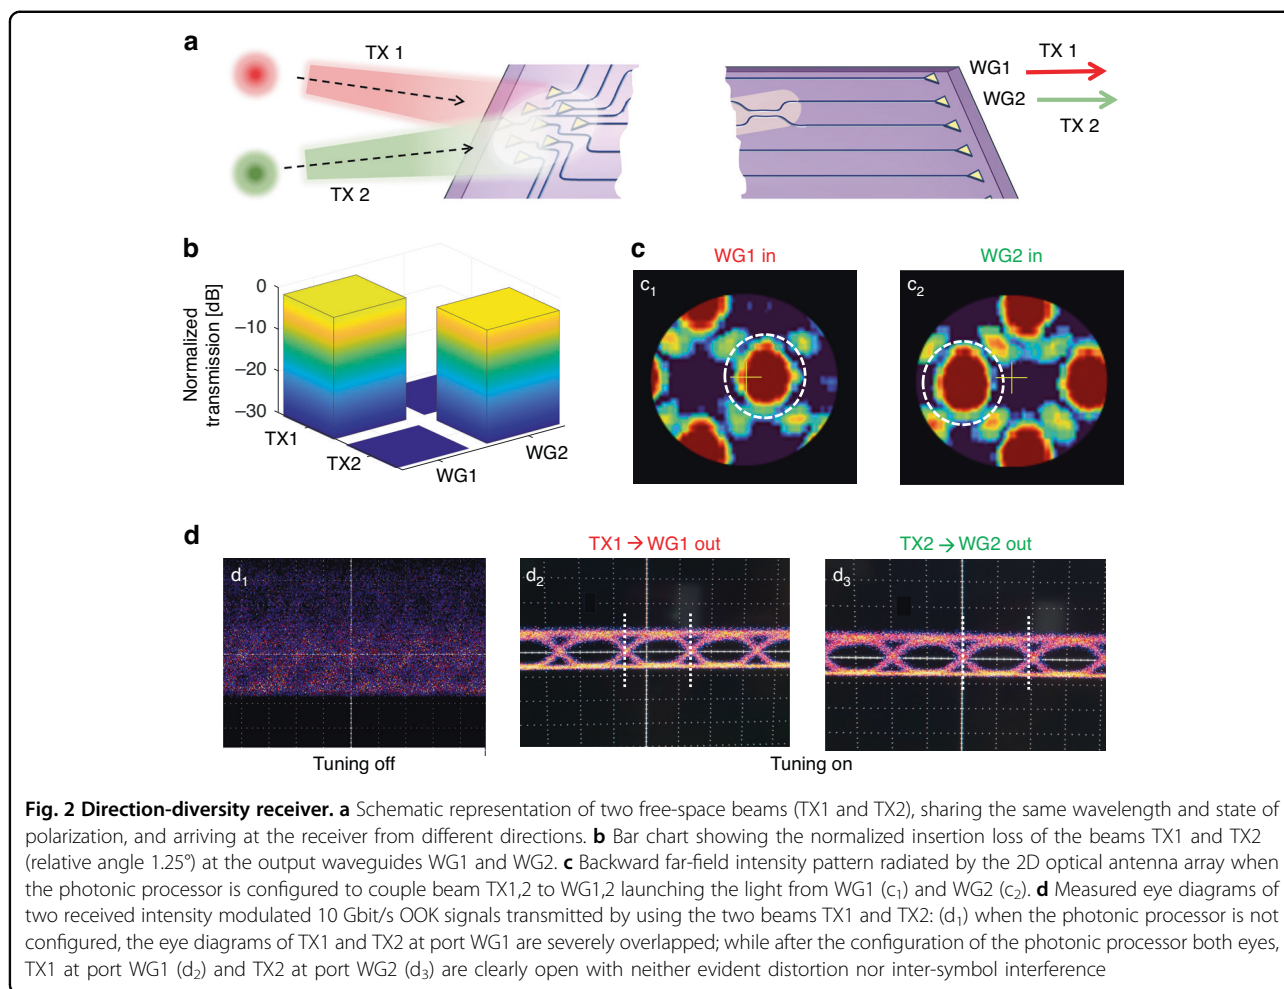 a
TX 1
TX 2
WG1
TX 1
WG2
TX 2
b
Normalized
transmission [dB]
0
–10
–20
–30
TX1
TX2
WG1
WG2
c
WG1 in
WG2 in
c1
c2
d
TX1 → WG1 out
TX2 → WG2 out
d1
d2
d3
Tuning off
Tuning on
Fig. 2 Direction-diversity receiver. a Schematic representation of two free-space beams (TX1 and TX2), sharing the same wavelength and state of
polarization, and arriving at the receiver from different directions. b Bar chart showing the normalized insertion loss of the beams TX1 and TX2
(relative angle 1.25°) at the output waveguides WG1 and WG2. c Backward far-field intensity pattern radiated by the 2D optical antenna array when
the photonic processor is configured to couple beam TX1,2 to WG1,2 launching the light from WG1 (c1) and WG2 (c2). d Measured eye diagrams of
two received intensity modulated 10 Gbit/s OOK signals transmitted by using the two beams TX1 and TX2: (d1) when the photonic processor is not
configured, the eye diagrams of TX1 and TX2 at port WG1 are severely overlapped; while after the configuration of the photonic processor both eyes,
TX1 at port WG1 (d2) and TX2 at port WG2 (d3) are clearly open with neither evident distortion nor inter-symbol interference